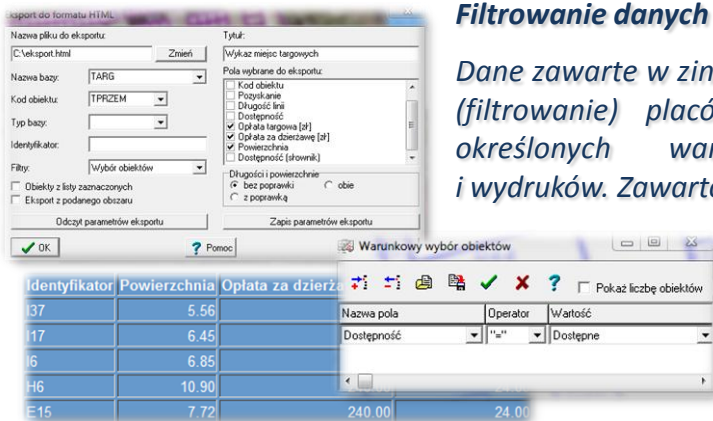 ksport do formatu HTML
Nazwa pliku do eksportu:
C:\eksport.html
Zmień
Nazwa bazy:
TARG
Kod obiektu:
TPRZEM
Typ bazy:
Identyfikator:
Filtry:
Wybór obiektów
Obiekty z listy zaznaczonych
Eksport z podanego obszaru
Odczyt parametrów eksportu
OK
Tytuł:
Wykaz miejsc targowych
Pola wybrane do eksportu:
Kod obiektu
Pozyskanie
Długość linii
Dostępność
Opłata targowa [zł]
Opłata za dzierżawę [zł]
Powierzchnia
Dostępność (słownik)
Długości i powierzchnie
bez poprawki
obie
z poprawką
Zapis parametrów eksportu
? Pomoc
Filtrowanie danych
Dane zawarte w zin
(filtrowanie) placó
określonych war
i wydruków. Zawart
Warunkowy wybór obiektów
Pokaż liczbę obiektów
Nazwa pola
Operator
Wartość
Dostępność
"="
Dostępne
Identyfikator Powierzchnia Opłata za dzierż
I37 5.56
I17 6.45
I6 6.85
H6 10.90
E15 7.72 240.00 24.00